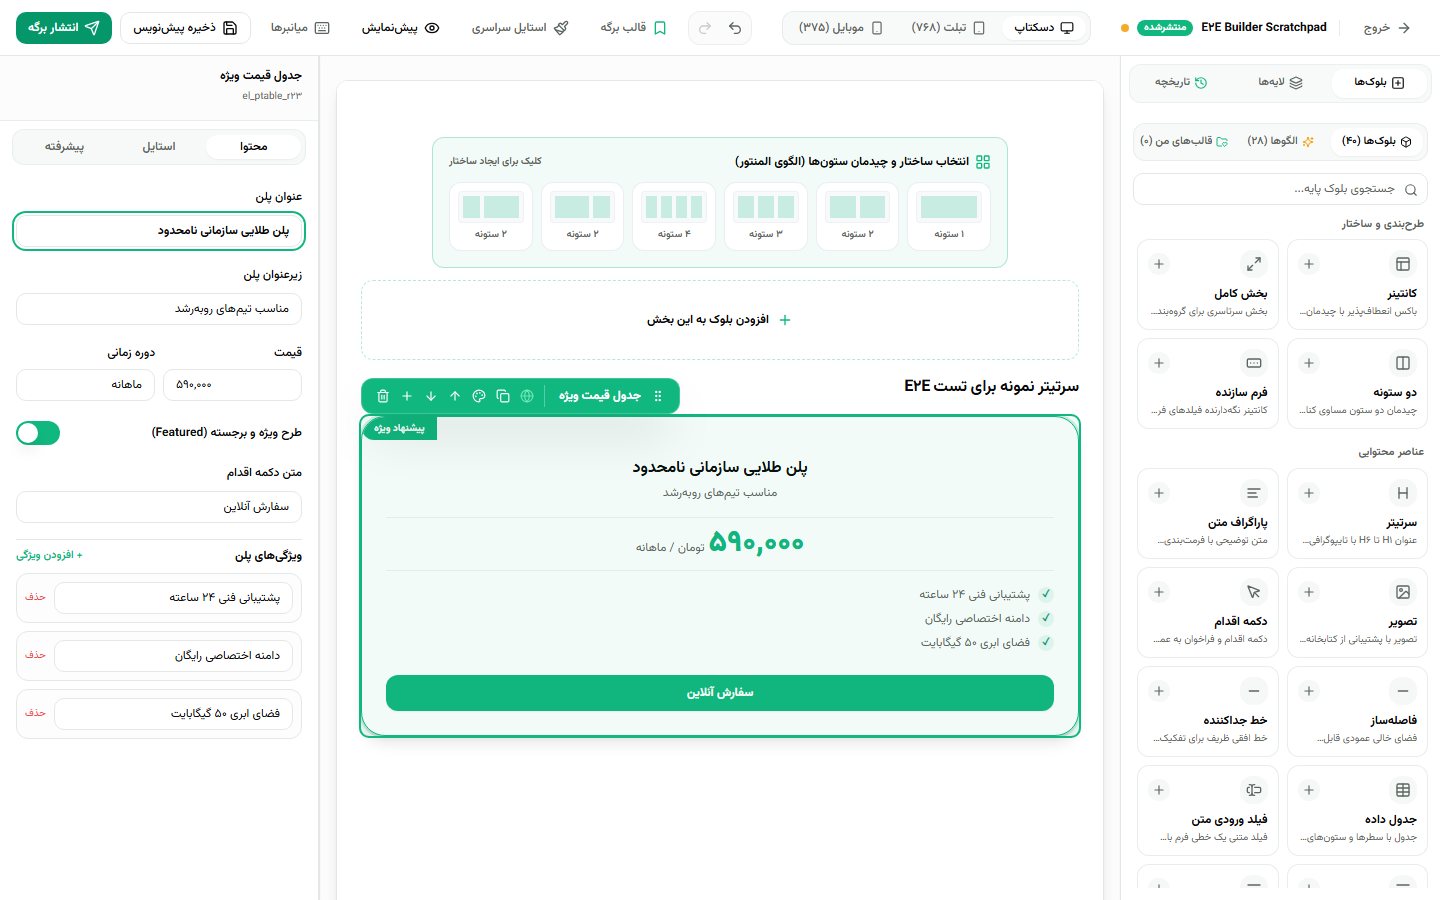 خروج
E۲E Builder Scratchpad
منتشرشده
دسکتاپ
تبلت (۷۶۸)
موبایل (۳۷۵)
قالب برگه
استایل سراسری
پیش‌نمایش
میانبرها
ذخیره پیش‌نویس
انتشار برگه
بلوک‌ها
لایه‌ها
تاریخچه
بلوک‌ها (۴۰)
الگوها (۲۸)
قالب‌های من (۰)
جستجوی بلوک پایه...
طرح‌بندی و ساختار
کانتینر
باکس انعطاف‌پذیر با چیدمان...
بخش کامل
بخش سرتاسری برای گروه‌بند...
دو ستونه
چیدمان دو ستون مساوی کنا...
فرم سازنده
کانتینر نگه‌دارنده فیلدهای فر...
عناصر محتوایی
سرتیتر
عنوان H۱ تا H۶ با تایپوگرافی...
پاراگراف متن
متن توضیحی با فرمت‌بندی...
تصویر
تصویر با پشتیبانی از کتابخانه...
دکمه اقدام
دکمه اقدام و فراخوان به عم...
فاصله‌ساز
فضای خالی عمودی قابل...
خط جداکننده
خط افقی ظریف برای تفکیک...
جدول داده
جدول با سطرها و ستون‌های...
فیلد ورودی متن
فیلد متنی یک خطی فرم با...
انتخاب ساختار و چیدمان ستون‌ها (الگوی المنتور)
کلیک برای ایجاد ساختار
۱ ستونه
۲ ستونه
۳ ستونه
۴ ستونه
۲ ستونه
۲ ستونه
افزودن بلوک به این بخش
سرتیتر نمونه برای تست E۲E
جدول قیمت ویژه
پیشنهاد ویژه
پلن طلایی سازمانی نامحدود
مناسب تیم‌های روبه‌رشد
۵۹۰,۰۰۰ تومان / ماهانه
پشتیبانی فنی ۲۴ ساعته
دامنه اختصاصی رایگان
فضای ابری ۵۰ گیگابایت
سفارش آنلاین
جدول قیمت ویژه
el_ptable_r۲۳
محتوا
استایل
پیشرفته
عنوان پلن
پلن طلایی سازمانی نامحدود
زیرعنوان پلن
مناسب تیم‌های روبه‌رشد
قیمت
دوره زمانی
۵۹۰,۰۰۰
ماهانه
طرح ویژه و برجسته (Featured)
متن دکمه اقدام
سفارش آنلاین
ویژگی‌های پلن
+ افزودن ویژگی
پشتیبانی فنی ۲۴ ساعته
حذف
دامنه اختصاصی رایگان
حذف
فضای ابری ۵۰ گیگابایت
حذف